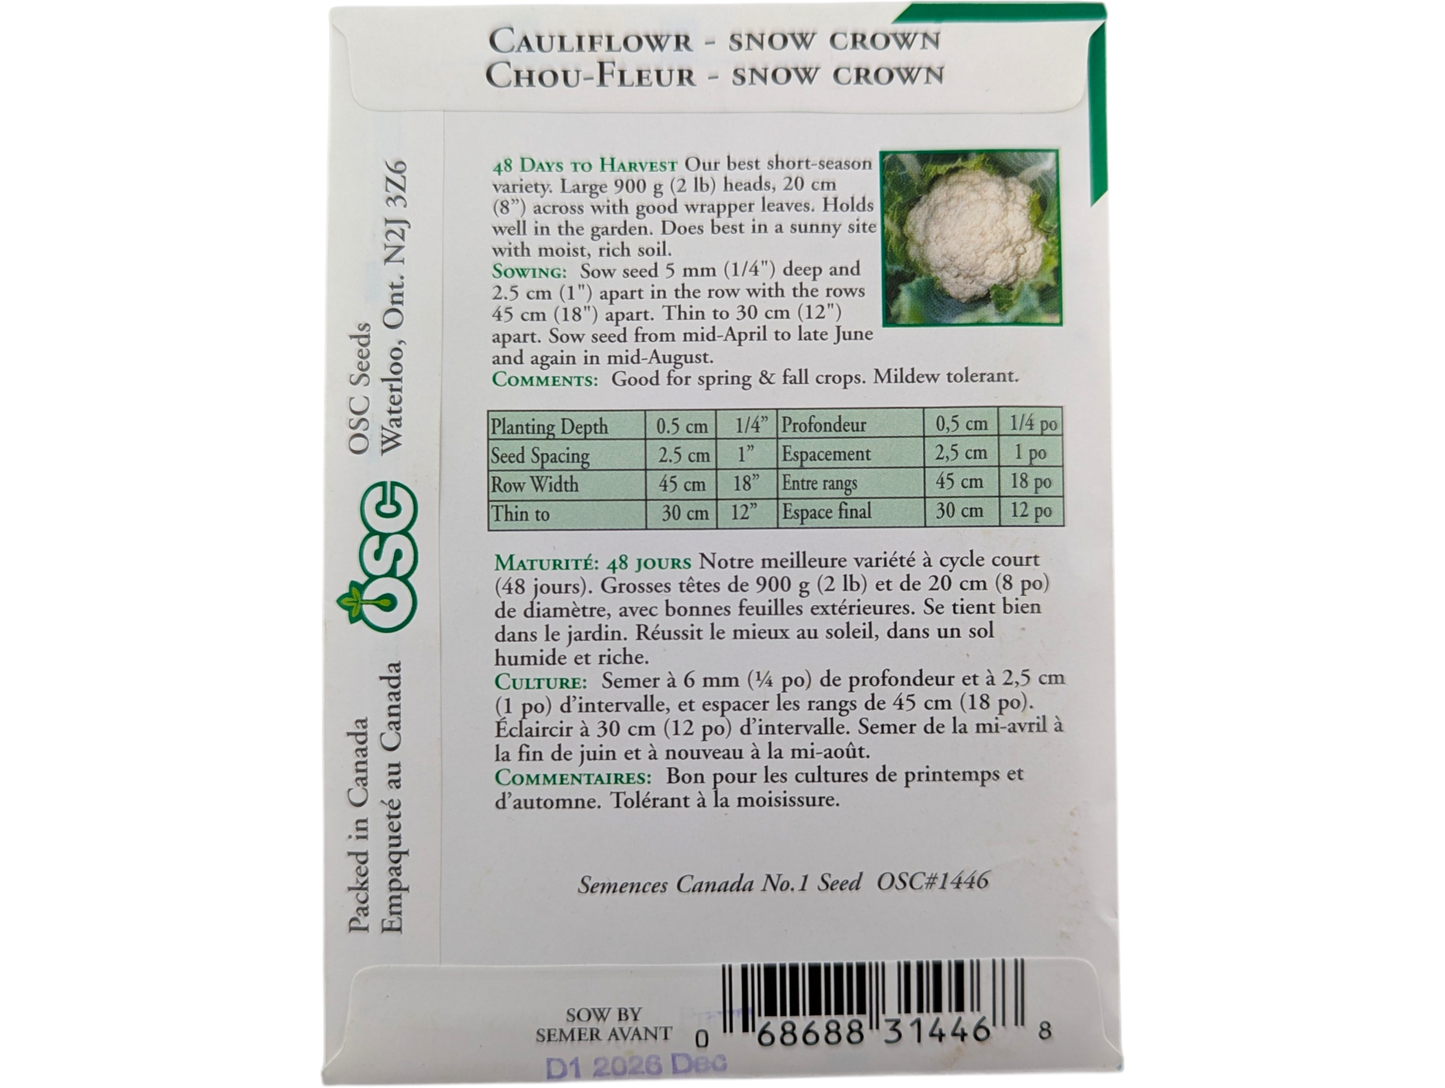 CAULIFLOWR - SNOW CROWN
CHOU-FLEUR - SNOW CROWN
48 DAYS TO HARVEST Our best short-season
variety. Large 900 g (2 lb) heads, 20 cm
(8”) across with good wrapper leaves. Holds
well in the garden. Does best in a sunny site
with moist, rich soil.
SOWING: Sow seed 5 mm (1/4") deep and
2.5 cm (1") apart in the row with the rows
45 cm (18") apart. Thin to 30 cm (12")
apart. Sow seed from mid-April to late June
and again in mid-August.
COMMENTS: Good for spring & fall crops. Mildew tolerant.
Planting Depth 0.5 cm 1/4” Profondeur 0,5 cm 1/4 po
Seed Spacing 2.5 cm 1” Espacement 2,5 cm 1 po
Row Width 45 cm 18” Entre rangs 45 cm 18 po
Thin to 30 cm 12” Espace final 30 cm 12 po
MATURITÉ: 48 JOURS Notre meilleure variété à cycle court
(48 jours). Grosses têtes de 900 g (2 lb) et de 20 cm (8 po)
de diamètre, avec bonnes feuilles extérieures. Se tient bien
dans le jardin. Réussit le mieux au soleil, dans un sol
humide et riche.
CULTURE: Semer à 6 mm (¼ po) de profondeur et à 2,5 cm
(1 po) d’intervalle, et espacer les rangs de 45 cm (18 po).
Éclaircir à 30 cm (12 po) d’intervalle. Semer de la mi-avril à
la fin de juin et à nouveau à la mi-août.
COMMENTAIRES: Bon pour les cultures de printemps et
d’automne. Tolérant à la moisissure.
Semences Canada No.1 Seed OSC#1446
SOW BY
SEMER AVANT
D1 2026 Dec
0 68688 31446 8
OSC Seeds
Waterloo, Ont. N2J 3Z6
OSC
Packed in Canada
Empaqueté au Canada